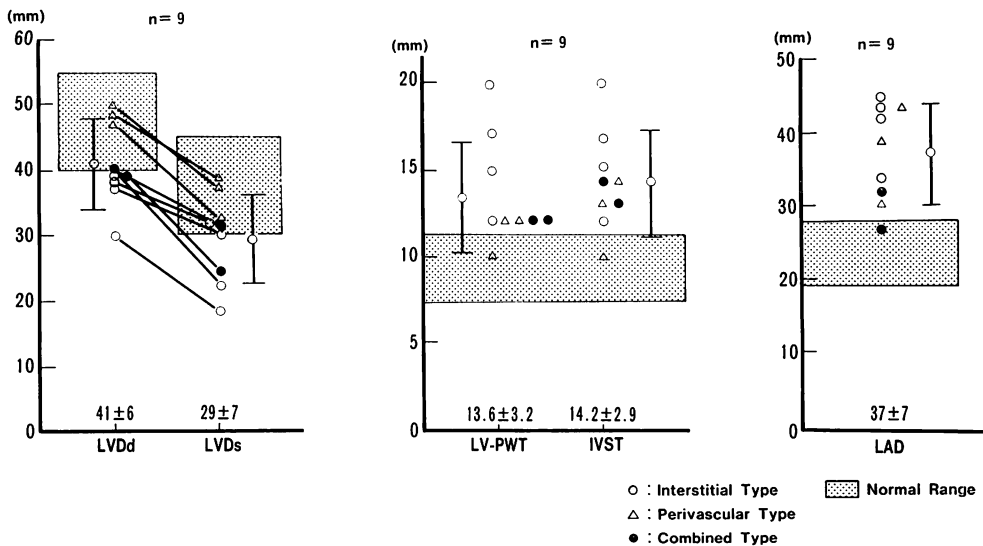 (mm)
n= 9
60
50
40
30
20
10
0
41±6
29±7
LVDd
LVDs
(mm)
n= 9
20
15
10
5
0
13.6±3.2
14.2±2.9
LV-PWT
IVST
(mm)
n= 9
50
40
30
20
10
0
37±7
LAD
○ : Interstitial Type
△ : Perivascular Type
● : Combined Type
Normal Range